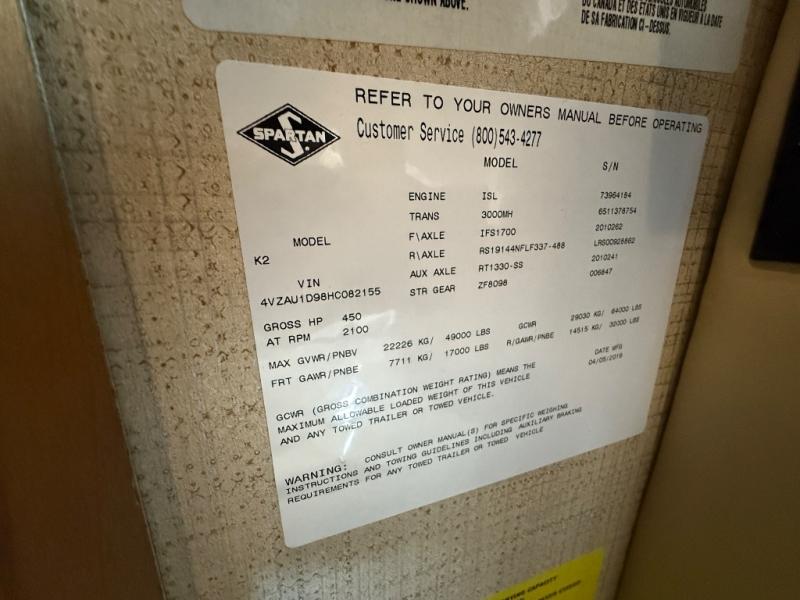 SHOWN ABOVE.
DU CANADA ET DES ETATS UNIS EN VIGUEUR A LA DATE
DE SA FABRICATION CI-DESSUS.
SPARTAN
REFER TO YOUR OWNERS MANUAL BEFORE OPERATING
Customer Service (800)543-4277
MODEL S/N
ENGINE ISL 73964184
TRANS 3000MH 6511378754
F\AXLE IFS1700 2010262
R\AXLE RS19144NFLF337-488 LRS00928662
AUX AXLE RT1330-SS 2010241
STR GEAR ZF8098 006847
MODEL
K2
VIN
4VZAU1D98HC082155
GROSS HP 450
AT RPM 2100
MAX GVWR/PNBV 22226 KG/ 49000 LBS GCWR 29030 KG/ 64000 LBS
FRT GAWR/PNBE 7711 KG/ 17000 LBS R/GAWR/PNBE 14515 KG/ 32000 LBS
DATE MFG
04/05/2016
GCWR (GROSS COMBINATION WEIGHT RATING) MEANS THE
MAXIMUM ALLOWABLE LOADED WEIGHT OF THIS VEHICLE
AND ANY TOWED TRAILER OR TOWED VEHICLE.
WARNING: CONSULT OWNER MANUAL(S) FOR SPECIFIC WEIGHING
INSTRUCTIONS AND TOWING GUIDELINES INCLUDING AUXILIARY BRAKING
REQUIREMENTS FOR ANY TOWED TRAILER OR TOWED VEHICLE
CAPACITY